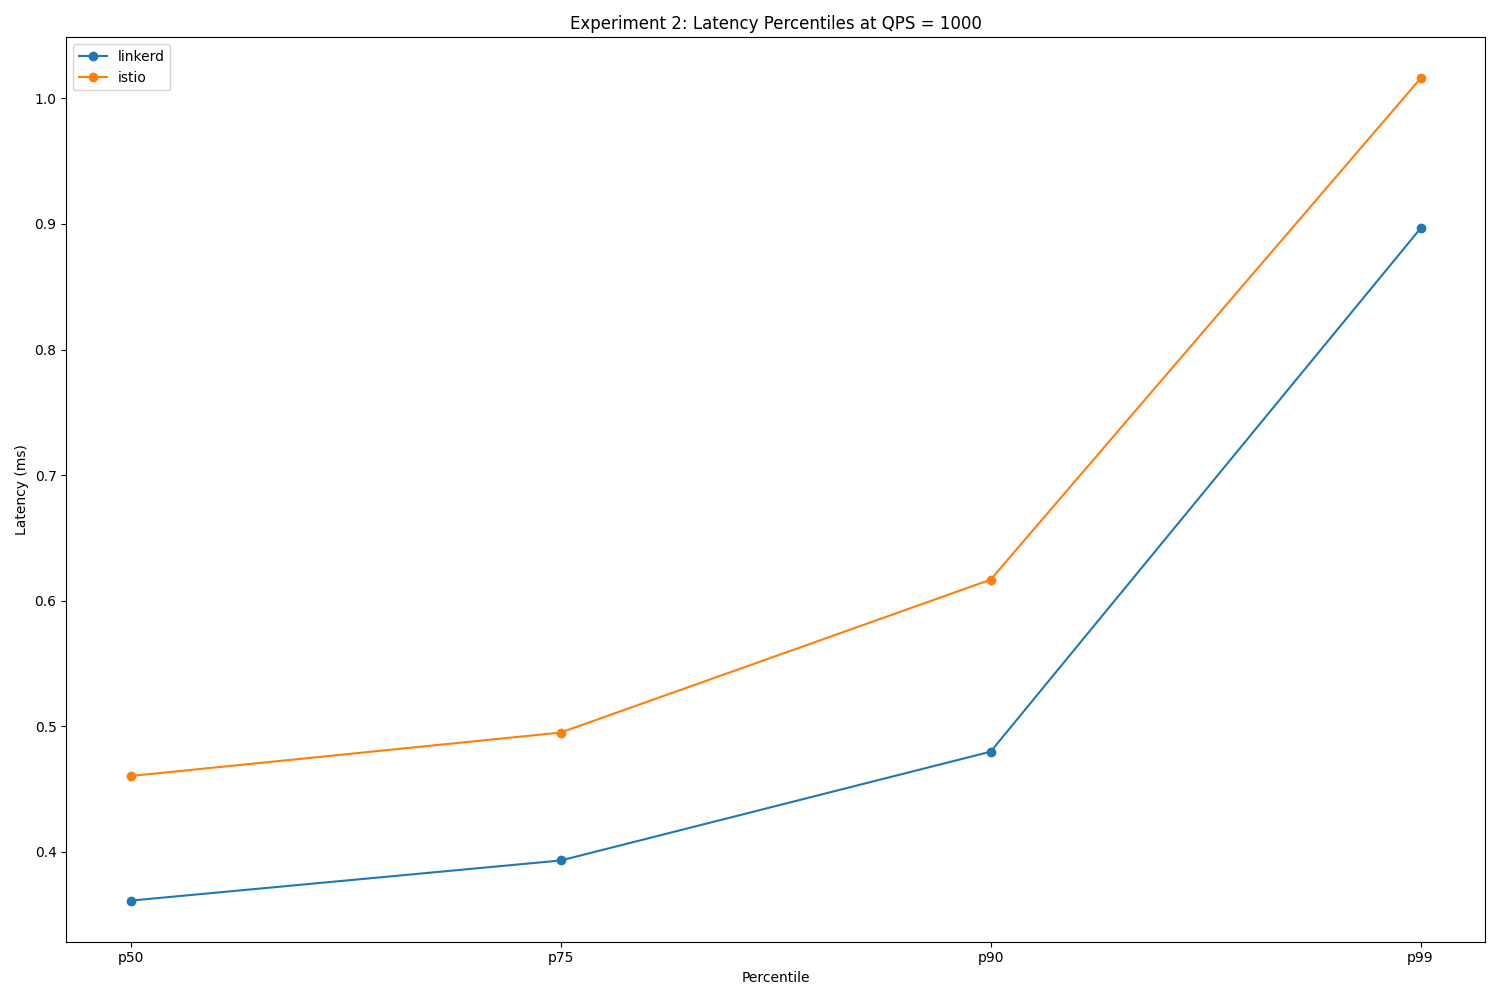 Experiment 2: Latency Percentiles at QPS = 1000
linkerd
istio
1.0
0.9
0.8
0.7
0.6
0.5
0.4
Latency (ms)
p50
p75
p90
p99
Percentile